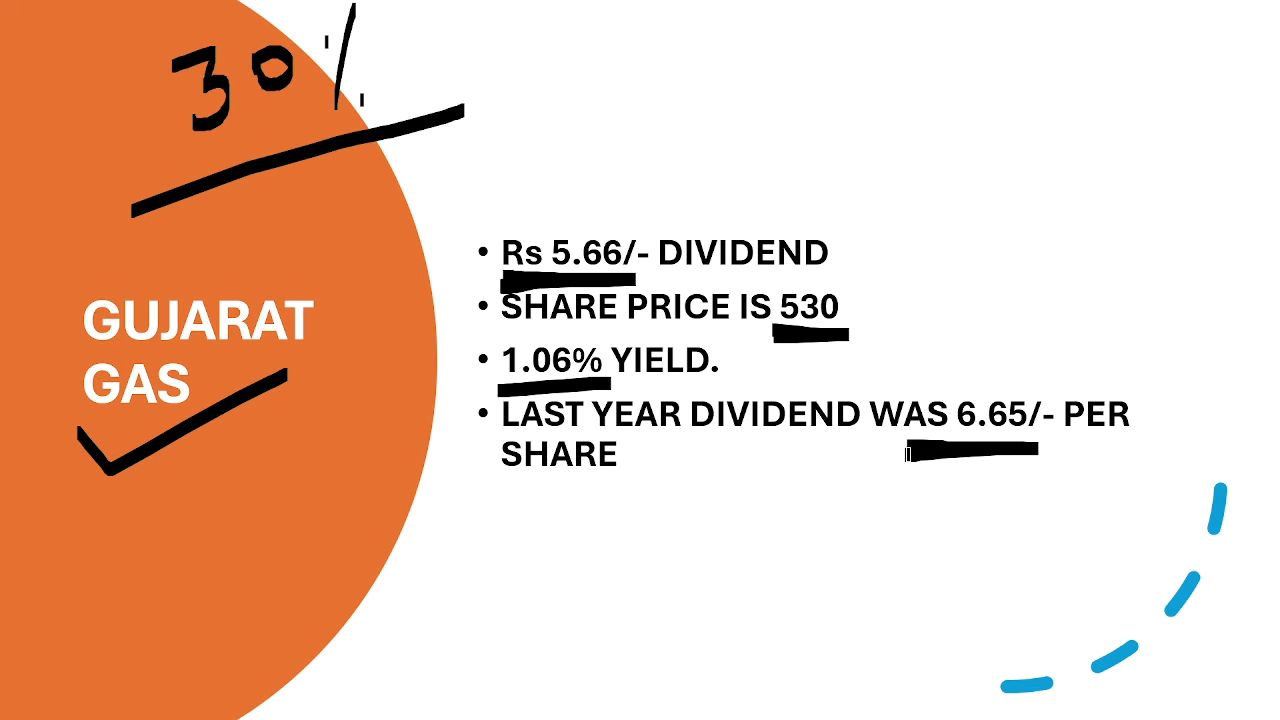 30%
GUJARAT
GAS
• Rs 5.66/- DIVIDEND
• SHARE PRICE IS 530
• 1.06% YIELD.
• LAST YEAR DIVIDEND WAS 6.65/- PER
SHARE